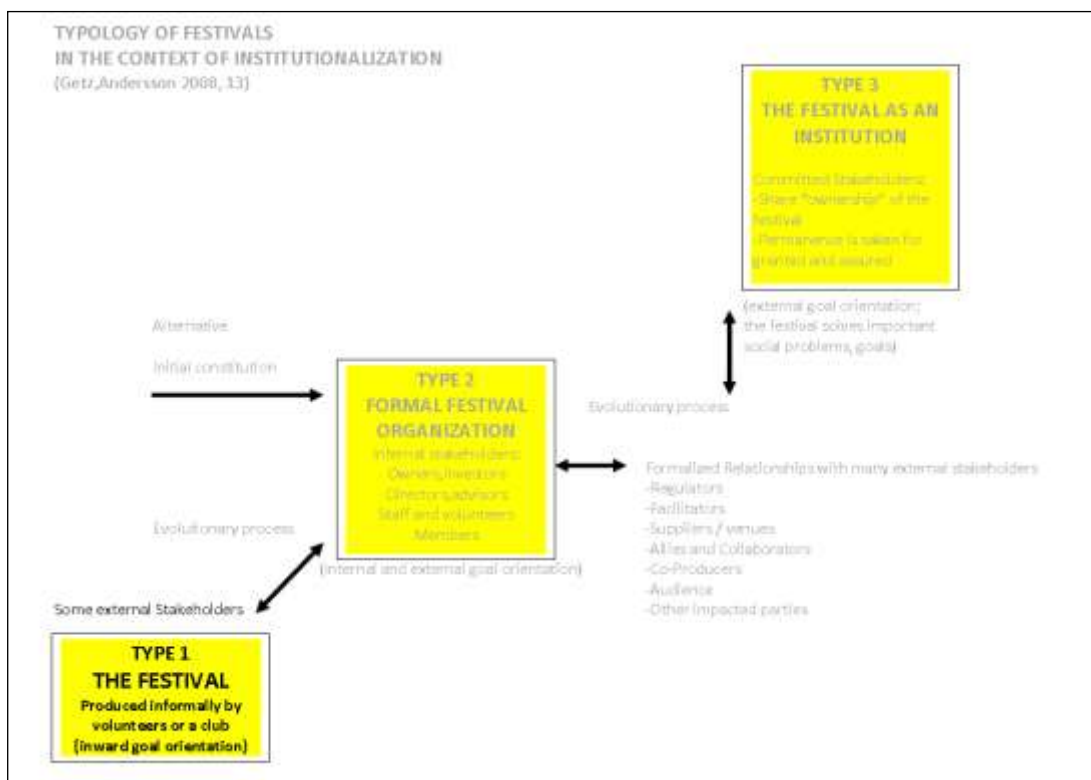 TYPOLOGY OF FESTIVALS
IN THE CONTEXT OF INSTITUTIONALIZATION
(Getz,Andersson 2008, 13)
TYPE 3
THE FESTIVAL AS AN
INSTITUTION
Committed Stakeholders:
-Share "ownership" of the
festival
-Permanence is taken for
granted and assured
(external goal orientation;
the festival solves important
social problems, goals)
Alternative
Initial constitution
TYPE 2
FORMAL FESTIVAL
ORGANIZATION
Internal stakeholders:
Owners,investors
Directors,advisors
Staff and volunteers
Members
(internal and external goal orientation)
Evolutionary process
Formalized Relationships with many external stakeholders
-Regulators
-Facilitators
-Suppliers / venues
-Allies and Collaborators
-Co-Producers
-Audience
-Other impacted parties
Evolutionary process
Some external Stakeholders
TYPE 1
THE FESTIVAL
Produced informally by
volunteers or a club
(inward goal orientation)